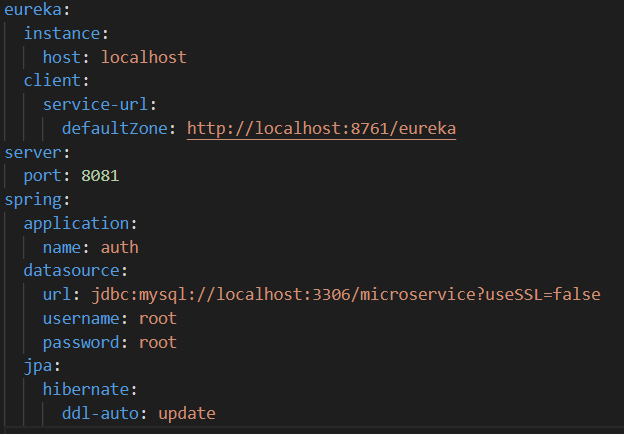 eureka:
  instance:
    host: localhost
  client:
    service-url:
      defaultZone: http://localhost:8761/eureka
server:
  port: 8081
spring:
  application:
    name: auth
  datasource:
    url: jdbc:mysql://localhost:3306/microservice?useSSL=false
    username: root
    password: root
  jpa:
    hibernate:
      ddl-auto: update